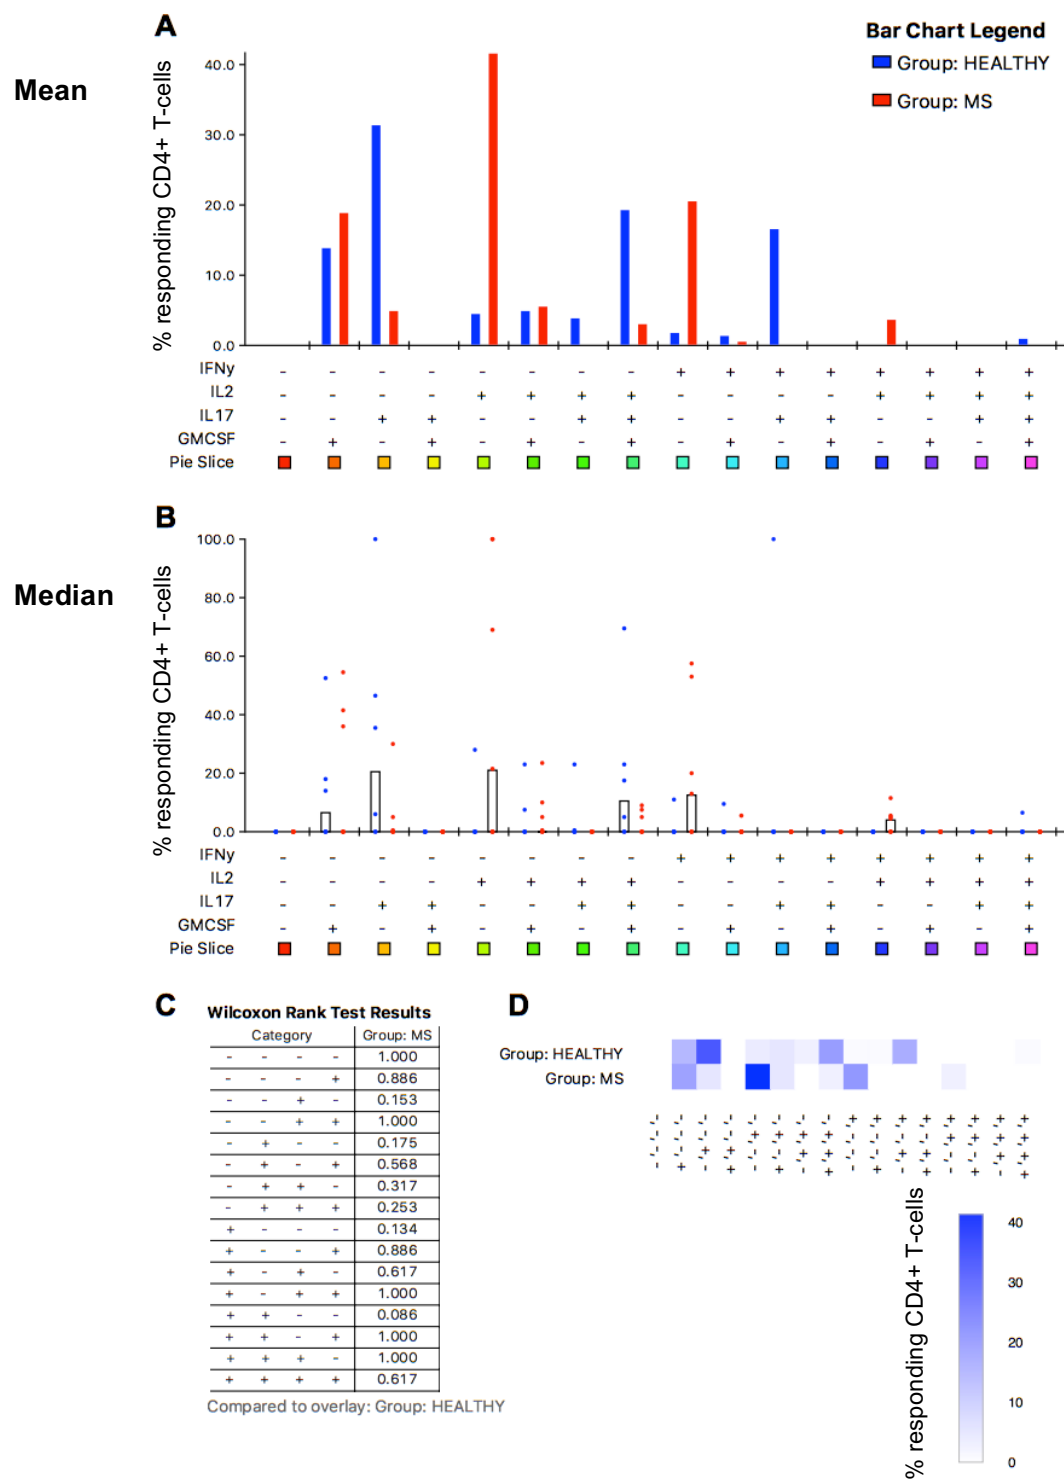 A
Bar Chart Legend
Group: HEALTHY
Group: MS
Mean
% responding CD4+ T-cells
40.0
30.0
20.0
10.0
0.0
IFNy - - - - - - - - + + + + + + + +
IL2 - - - - + + + + - - - - + + + +
IL17 - - + + - - + + - - + + - - + +
GMCSF - + - + - + - + - + - + - + - +
Pie Slice
B
Median
% responding CD4+ T-cells
100.0
80.0
60.0
40.0
20.0
0.0
IFNy - - - - - - - - + + + + + + + +
IL2 - - - - + + + + - - - - + + + +
IL17 - - + + - - + + - - + + - - + +
GMCSF - + - + - + - + - + - + - + - +
Pie Slice
C
Wilcoxon Rank Test Results
Category Group: MS
- - - - 1.000
- - - + 0.886
- - + - 0.153
- - + + 1.000
- + - - 0.175
- + - + 0.568
- + + - 0.317
- + + + 0.253
+ - - - 0.134
+ - - + 0.886
+ - + - 0.617
+ - + + 1.000
+ + - - 0.086
+ + - + 1.000
+ + + - 1.000
+ + + + 0.617
Compared to overlay: Group: HEALTHY
D
Group: HEALTHY
Group: MS
-,-,-,-
-,-,-,+
-,-,+,-
-,-,+,+
-,+,-,-
-,+,-,+
-,+,+,-
-,+,+,+
+,-,-,-
+,-,-,+
+,-,+,-
+,-,+,+
+,+,-,-
+,+,-,+
+,+,+,-
+,+,+,+
% responding CD4+ T-cells
40
30
20
10
0